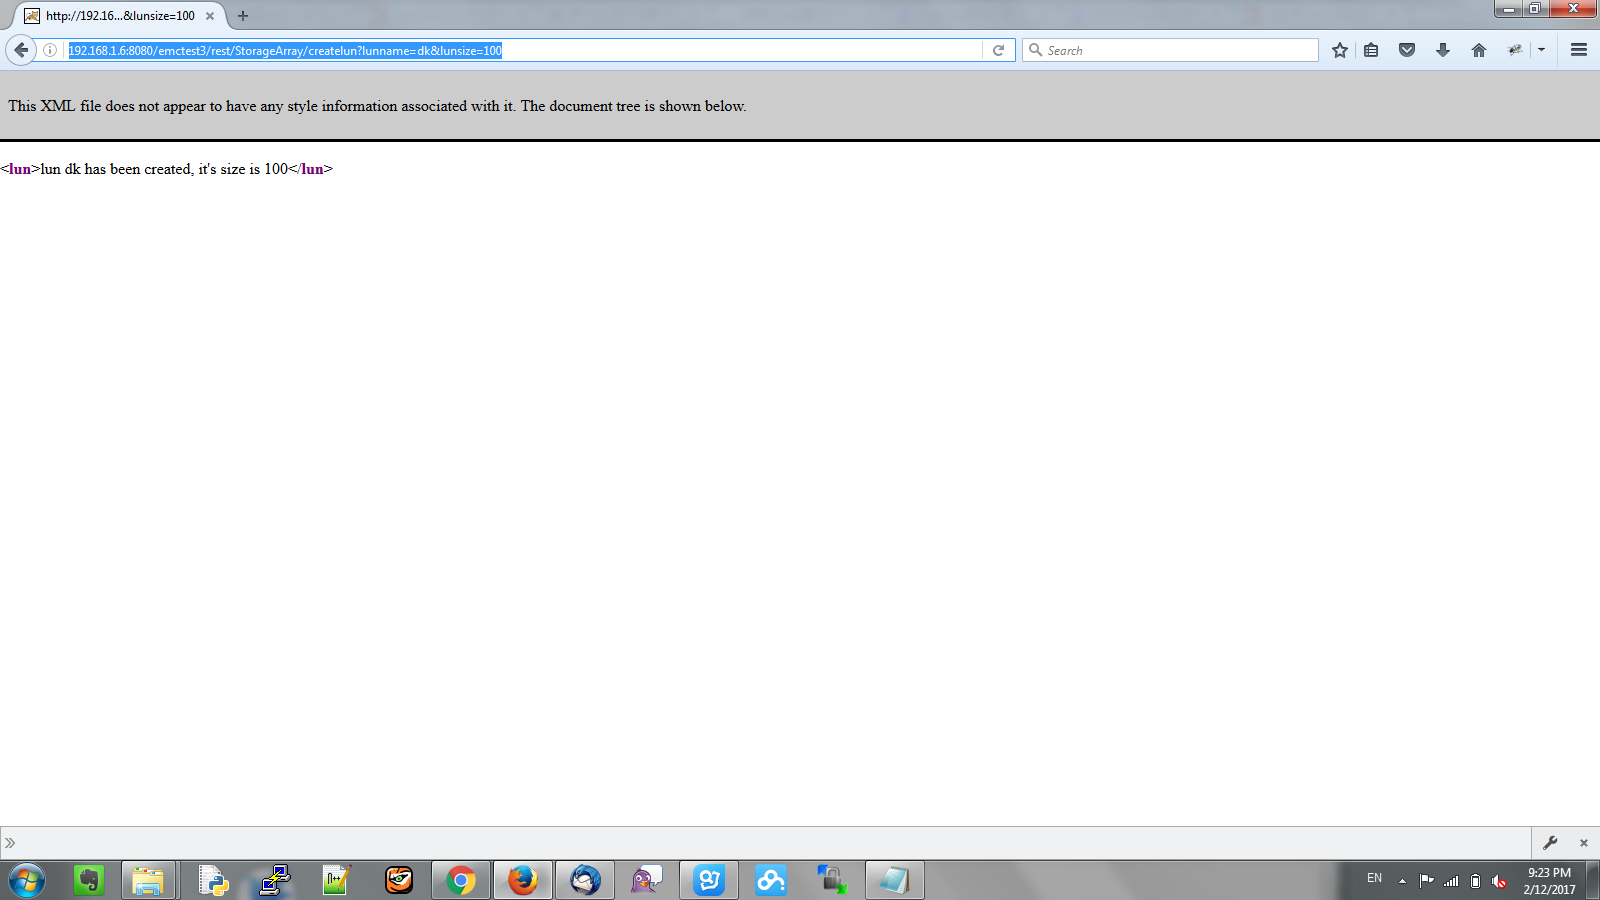 http://192.16...&lunsize=100
192.168.1.6:8080/emctest3/rest/StorageArray/createlun?lunname=dk&lunsize=100
Search
This XML file does not appear to have any style information associated with it. The document tree is shown below.
<lun>lun dk has been created, it's size is 100</lun>
EN
9:23 PM
2/12/2017